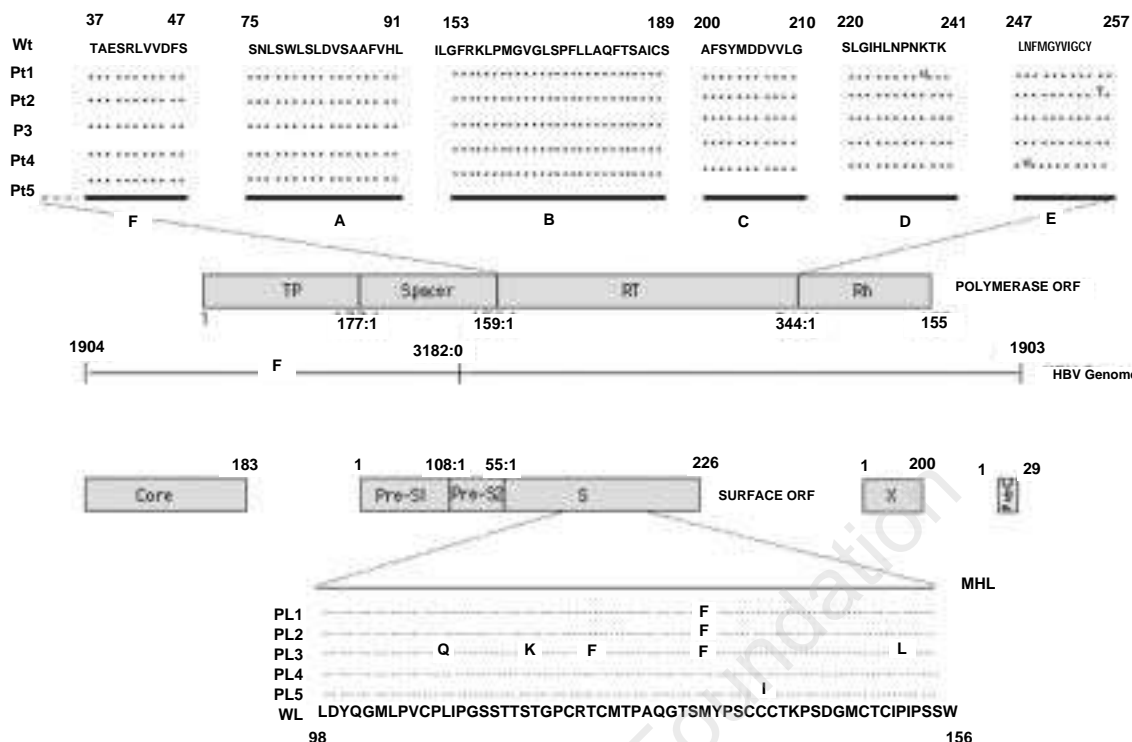 37 47 75 91 153 189 200 210 220 241 247 257
Wt TAESRLVVDFS SNLSWLSLDVSAAFVHL ILGFRKLPMGVGLSPFLLAQFTSAICS AFSYMDDVVLG SLGIHLNPNKTK LNFMGYVIGCY
Pt1
Pt2 T
P3
Pt4
Pt5
F A B C D E
TP Spacer RT Rh POLYMERASE ORF
1 177:1 159:1 344:1 155
1904 3182:0 1903
F HBV Genome
183 1 108:1 55:1 226 1 200 1 29
Core Pre-S1 Pre-S2 S SURFACE ORF X
MHL
PL1 F
PL2 F
PL3 Q K F F L
PL4
PL5 I
WL LDYQGMLPVCPLIPGSSTTSTGPCRTCMTPAQGTSMYPSCCCTKPSDGMCTCIPIPSSW
98 156
Foundation